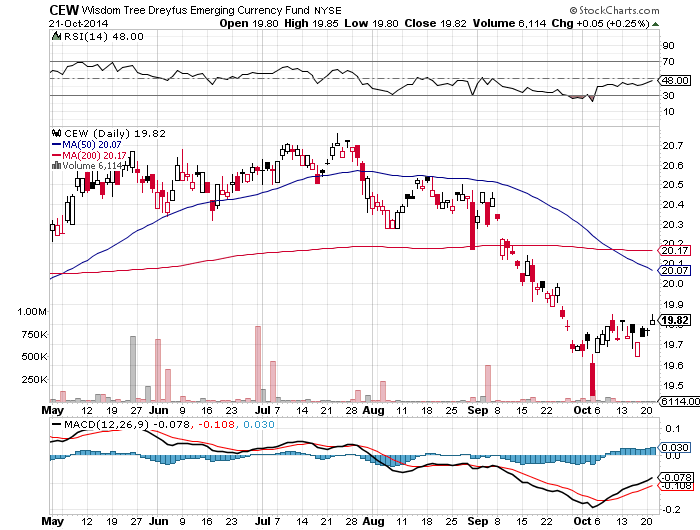 CEW Wisdom Tree Dreyfus Emerging Currency Fund NYSE © StockCharts.com
21-Oct-2014 Open 19.80 High 19.85 Low 19.80 Close 19.82 Volume 6,114 Chg +0.05 (+0.25%)
RSI(14) 48.00
90
70
48.00
30
10
CEW (Daily) 19.82
MA(50) 20.07
MA(200) 20.17
Volume 6,114
20.7
20.6
20.5
20.4
20.3
20.2
20.17
20.1
20.07
20.0
19.9
1.00M 19.82
19.8
750K 19.7
500K 19.6
250K 19.5
6114.00
May 12 19 27 Jun 9 16 23 Jul 7 14 21 28 Aug 11 18 25 Sep 8 15 22 Oct 6 13 20
MACD(12,26,9) -0.078, -0.108, 0.030
0.1
0.030
0.0
-0.078
-0.108
-0.2
May 12 19 27 Jun 9 16 23 Jul 7 14 21 28 Aug 11 18 25 Sep 8 15 22 Oct 6 13 20